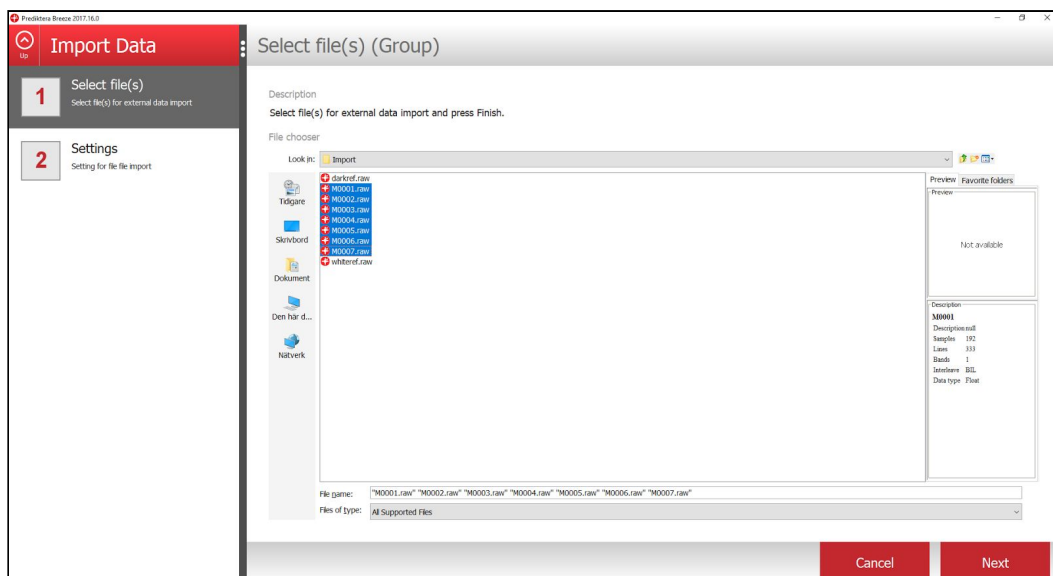 Prediktera Breeze 2017.16.0
Up
Import Data
1
Select file(s)
Select file(s) for external data import
2
Settings
Setting for file file import
Select file(s) (Group)
Description
Select file(s) for external data import and press Finish.
File chooser
Look in: Import
Tidigare
Skrivbord
Dokument
Den här d...
Nätverk
darkref.raw
M0001.raw
M0002.raw
M0003.raw
M0004.raw
M0005.raw
M0006.raw
M0007.raw
whiteref.raw
Preview Favorite folders
Preview
Not available
Description
M0001
Description null
Samples 192
Lines 333
Bands 1
Interleave BIL
Data type Float
File name: "M0001.raw" "M0002.raw" "M0003.raw" "M0004.raw" "M0005.raw" "M0006.raw" "M0007.raw"
Files of type: All Supported Files
Cancel Next